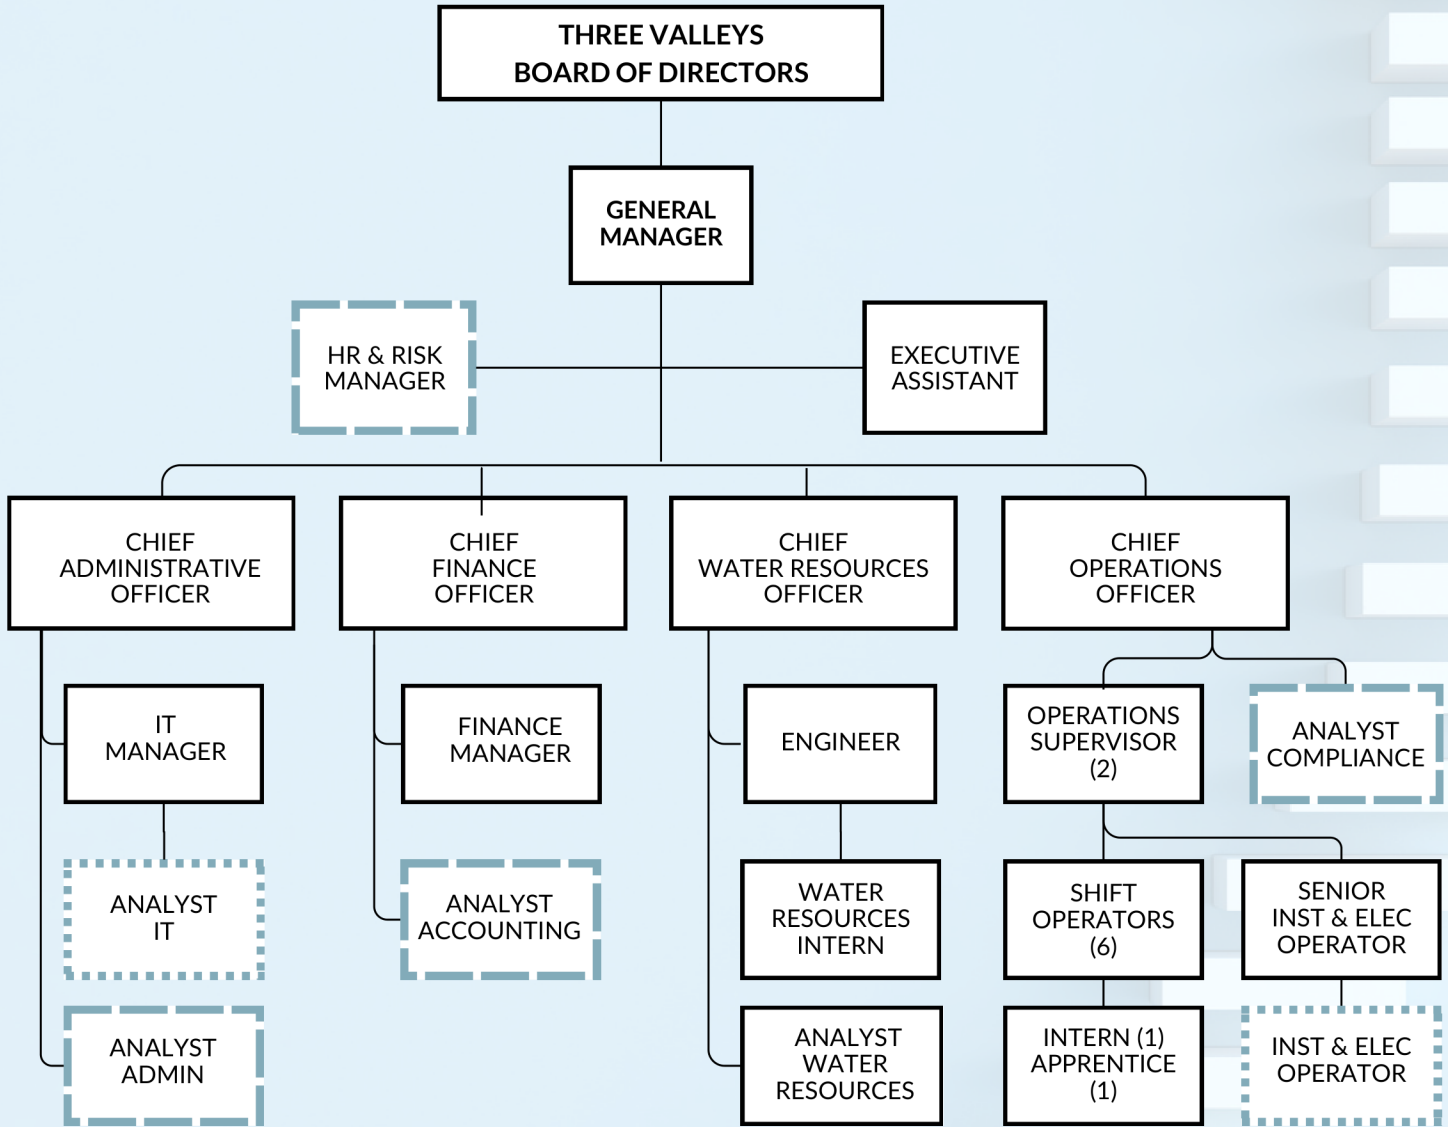 THREE VALLEYS
BOARD OF DIRECTORS
GENERAL
MANAGER
HR & RISK
MANAGER
EXECUTIVE
ASSISTANT
CHIEF
ADMINISTRATIVE
OFFICER
CHIEF
FINANCE
OFFICER
CHIEF
WATER RESOURCES
OFFICER
CHIEF
OPERATIONS
OFFICER
IT
MANAGER
FINANCE
MANAGER
ENGINEER
OPERATIONS
SUPERVISOR
(2)
ANALYST
COMPLIANCE
ANALYST
IT
ANALYST
ACCOUNTING
WATER
RESOURCES
INTERN
SHIFT
OPERATORS
(6)
SENIOR
INST & ELEC
OPERATOR
ANALYST
ADMIN
ANALYST
WATER
RESOURCES
INTERN (1)
APPRENTICE
(1)
INST & ELEC
OPERATOR